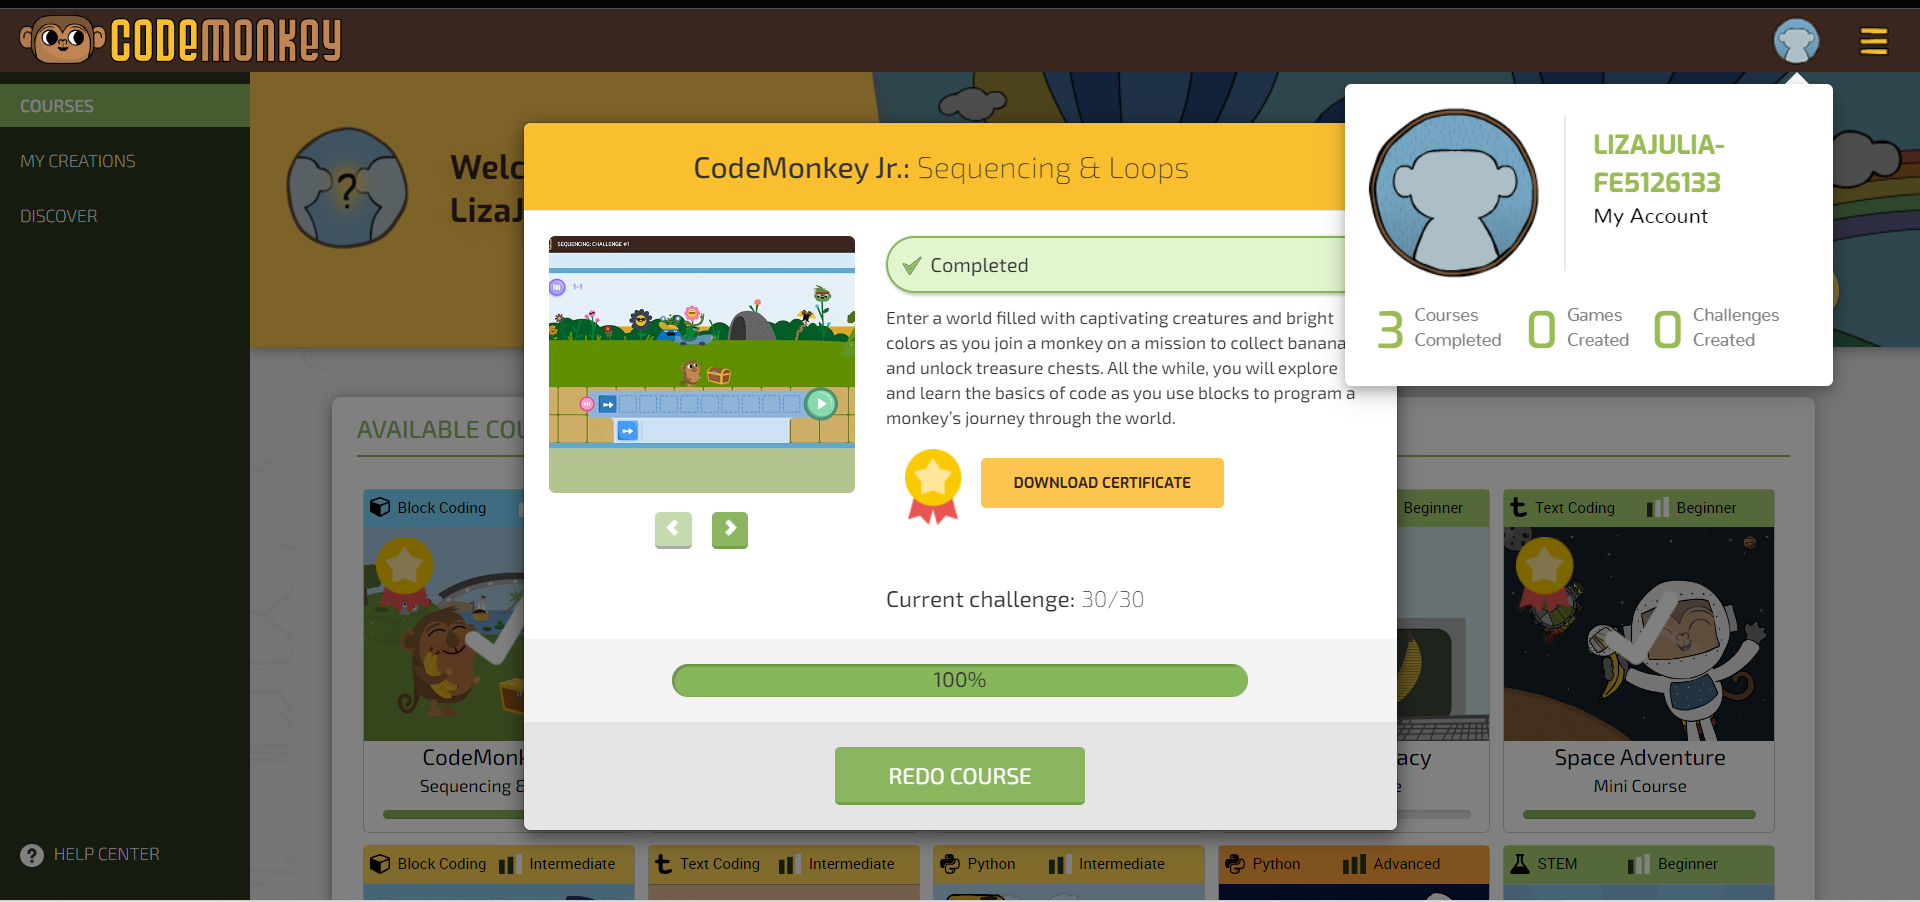 CODEMONKEY
COURSES
MY CREATIONS
DISCOVER
HELP CENTER
Welc
LizaJ
LIZAJULIA-
FE5126133
My Account
3 Courses Completed
0 Games Created
0 Challenges Created
CodeMonkey Jr.: Sequencing & Loops
SEQUENCING: CHALLENGE #1
1-1
Completed
Enter a world filled with captivating creatures and bright
colors as you join a monkey on a mission to collect banana
and unlock treasure chests. All the while, you will explore
and learn the basics of code as you use blocks to program a
monkey's journey through the world.
DOWNLOAD CERTIFICATE
Current challenge: 30/30
100%
REDO COURSE
AVAILABLE COU
Block Coding
Beginner
Text Coding Beginner
CodeMonk
Sequencing &
acy
Space Adventure
Mini Course
Block Coding Intermediate
Text Coding Intermediate
Python Intermediate
Python Advanced
STEM Beginner